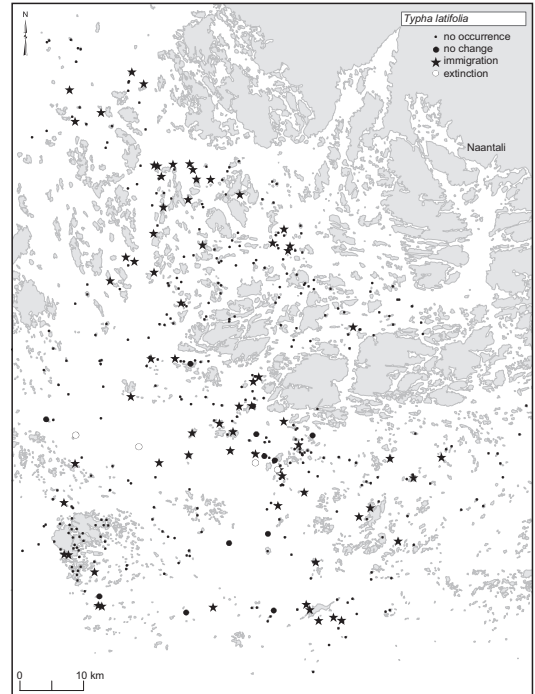 N
Typha latifolia
no occurrence
no change
immigration
extinction
Naantali
0 10 km